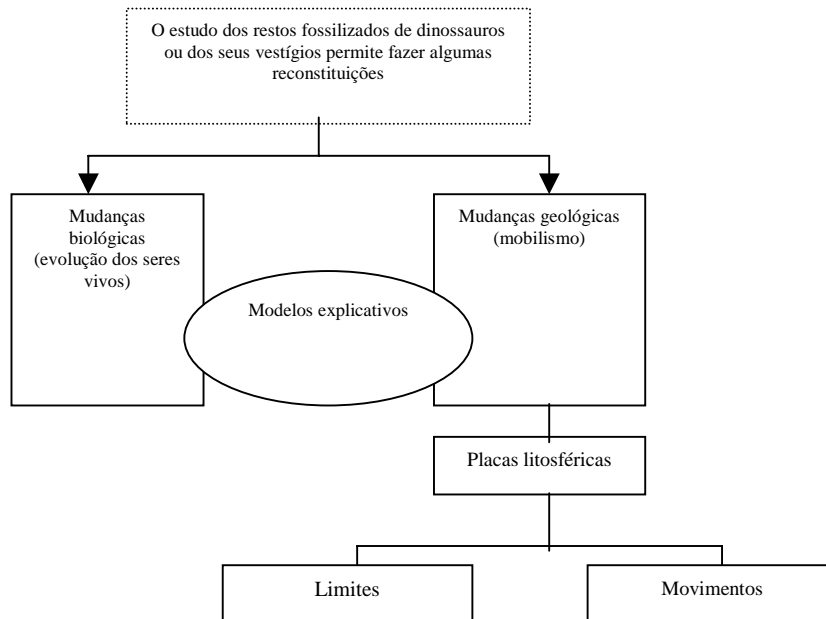 O estudo dos restos fossilizados de dinossauros
ou dos seus vestígios permite fazer algumas
reconstituições
Mudanças
biológicas
(evolução dos seres
vivos)
Mudanças geológicas
(mobilismo)
Modelos explicativos
Placas litosféricas
Limites
Movimentos